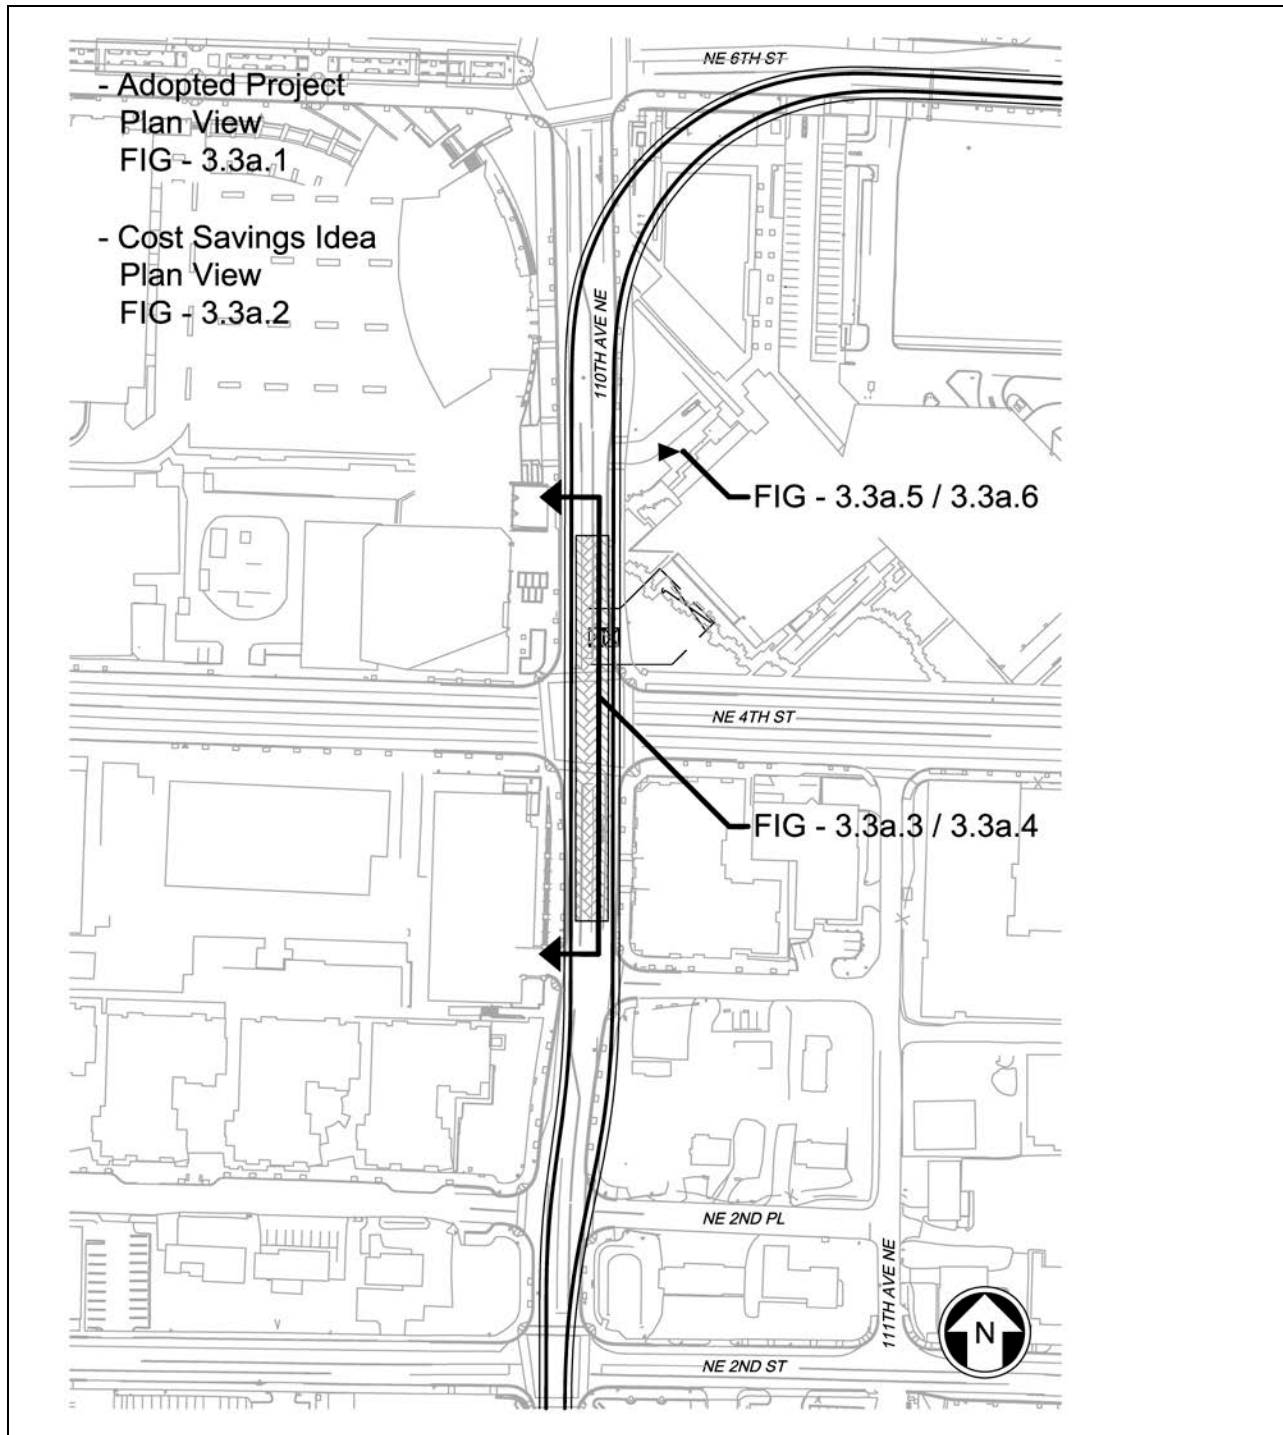 NE 6TH ST
- Adopted Project
Plan View
FIG - 3.3a.1
- Cost Savings Idea
Plan View
FIG - 3.3a.2
110TH AVE NE
FIG - 3.3a.5 / 3.3a.6
NE 4TH ST
FIG - 3.3a.3 / 3.3a.4
NE 2ND PL
111TH AVE NE
N
NE 2ND ST